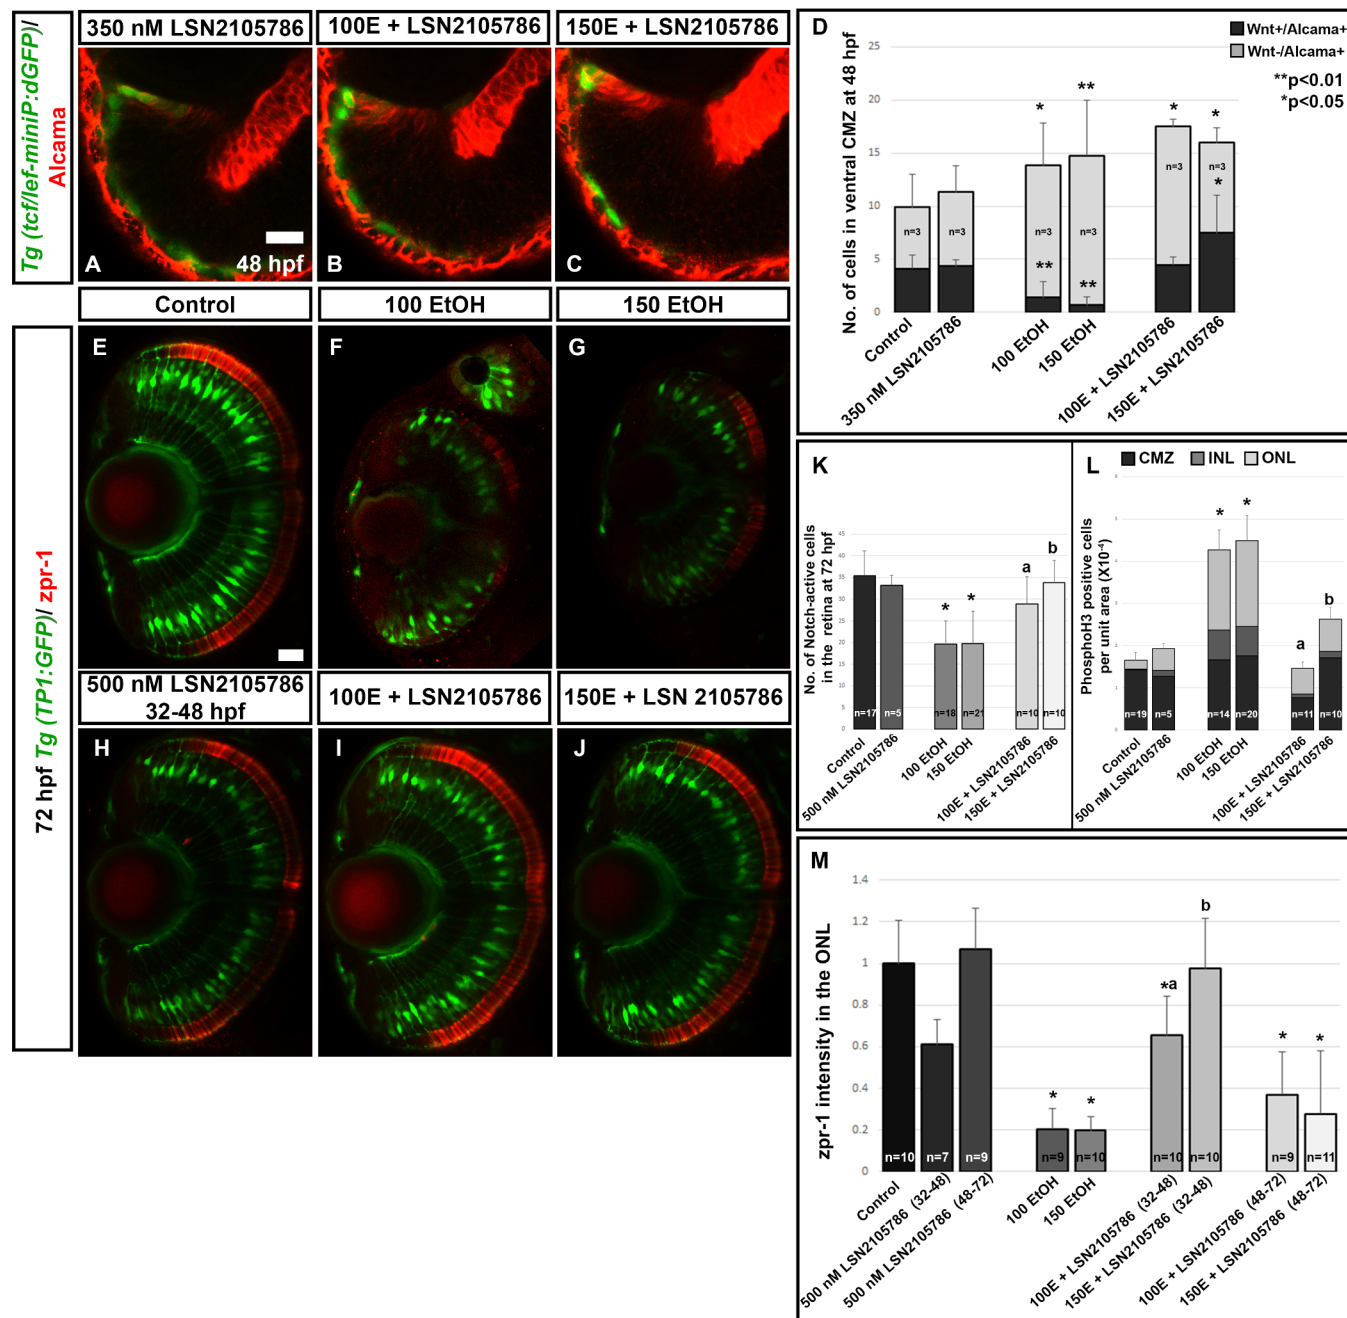 350 nM LSN2105786
100E + LSN2105786
150E + LSN2105786
Tg (tcf/lef-miniP:dGFP)/
Alcama
A
48 hpf
B
C
Control
100 EtOH
150 EtOH
72 hpf Tg (TP1:GFP)/ zpr-1
E
F
G
500 nM LSN2105786
32-48 hpf
100E + LSN2105786
150E + LSN 2105786
H
I
J
D
Wnt+/Alcama+
Wnt-/Alcama+
**p<0.01
*p<0.05
No. of cells in ventral CMZ at 48 hpf
25
20
15
10
5
0
* ** * *
n=3 n=3 n=3 n=3 n=3 n=3
** ** *
Control
350 nM LSN2105786
100 EtOH
150 EtOH
100E + LSN2105786
150E + LSN2105786
K
No. of Notch-active cells
in the retina at 72 hpf
45
40
35
30
25
20
15
10
5
0
* * a b
n=17 n=5 n=18 n=21 n=10 n=10
Control
500 nM LSN2105786
100 EtOH
150 EtOH
100E + LSN2105786
150E + LSN2105786
L
CMZ INL ONL
PhosphoH3 positive cells
per unit area (X10⁻⁴)
* * a b
n=19 n=5 n=14 n=20 n=11 n=10
Control
500 nM LSN2105786
100 EtOH
150 EtOH
100E + LSN2105786
150E + LSN2105786
M
zpr-1 intensity in the ONL
1.4
1.2
1
0.8
0.6
0.4
0.2
0
* * *a b * *
n=10 n=7 n=9 n=9 n=10 n=10 n=10 n=9 n=11
Control
500 nM LSN2105786 (32-48)
500 nM LSN2105786 (48-72)
100 EtOH
150 EtOH
100E + LSN2105786 (32-48)
150E + LSN2105786 (32-48)
100E + LSN2105786 (48-72)
150E + LSN2105786 (48-72)